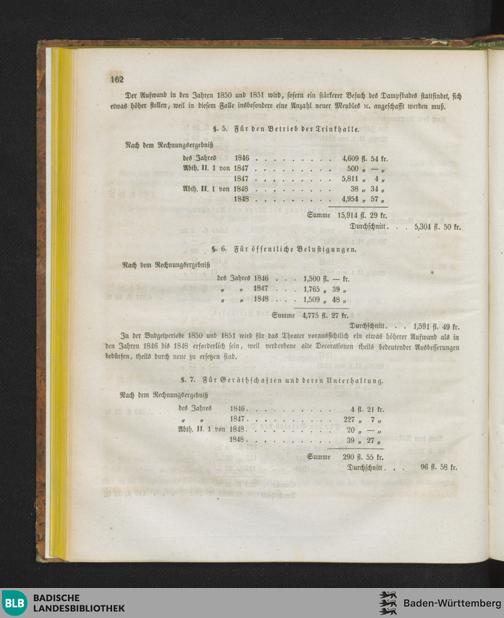 162
Der Aufwand in den Jahren 1850 und 1851 wird, sofern ein stärkerer Besuch des Dampfbades stattfindet, sich
etwas höher stellen, weil in diesem Falle insbesondere eine Anzahl neuer Meubles ꝛc. angeschafft werden muß.
§. 5. Für den Betrieb der Trinkhalle.
Nach dem Rechnungsergebniß
des Jahres 1846 . . . . . . . . . 4,609 fl. 54 kr.
Abth. II. 1 von 1847 . . . . . . . . . 500 „ — „
1847 . . . . . . . . . 5,811 „ 4 „
Abth. II. 1 von 1848 . . . . . . . . . 38 „ 34 „
1848 . . . . . . . . . 4,954 „ 57 „
Summe 15,914 fl. 29 kr.
Durchschnitt . . . 5,304 fl. 50 kr.
§. 6. Für öffentliche Belustigungen.
Nach dem Rechnungsergebniß
des Jahres 1846 . . . 1,500 fl. — kr.
„ „ 1847 . . . 1,765 „ 39 „
„ „ 1848 . . . 1,509 „ 48 „
Summe 4,775 fl. 27 kr.
Durchschnitt . . . 1,591 fl. 49 kr.
In der Budgetperiode 1850 und 1851 wird für das Theater voraussichtlich ein etwas höherer Aufwand als in
den Jahren 1846 bis 1848 erforderlich sein, weil verdorbene alte Decorationen theils bedeutender Ausbesserungen
bedürfen, theils durch neue zu ersetzen sind.
§. 7. Für Geräthschaften und deren Unterhaltung.
Nach dem Rechnungsergebniß
des Jahres 1846 . . . . . . . . . 4 fl. 21 kr.
„ „ 1847 . . . . . . . . . 227 „ 7 „
Abth. II. 1 von 1848 . . . . . . . . . 20 „ — „
1848 . . . . . . . . . 39 „ 27 „
Summe 290 fl. 55 kr.
Durchschnitt . . . 96 fl. 58 kr.
BLB BADISCHE
LANDESBIBLIOTHEK
Baden-Württemberg